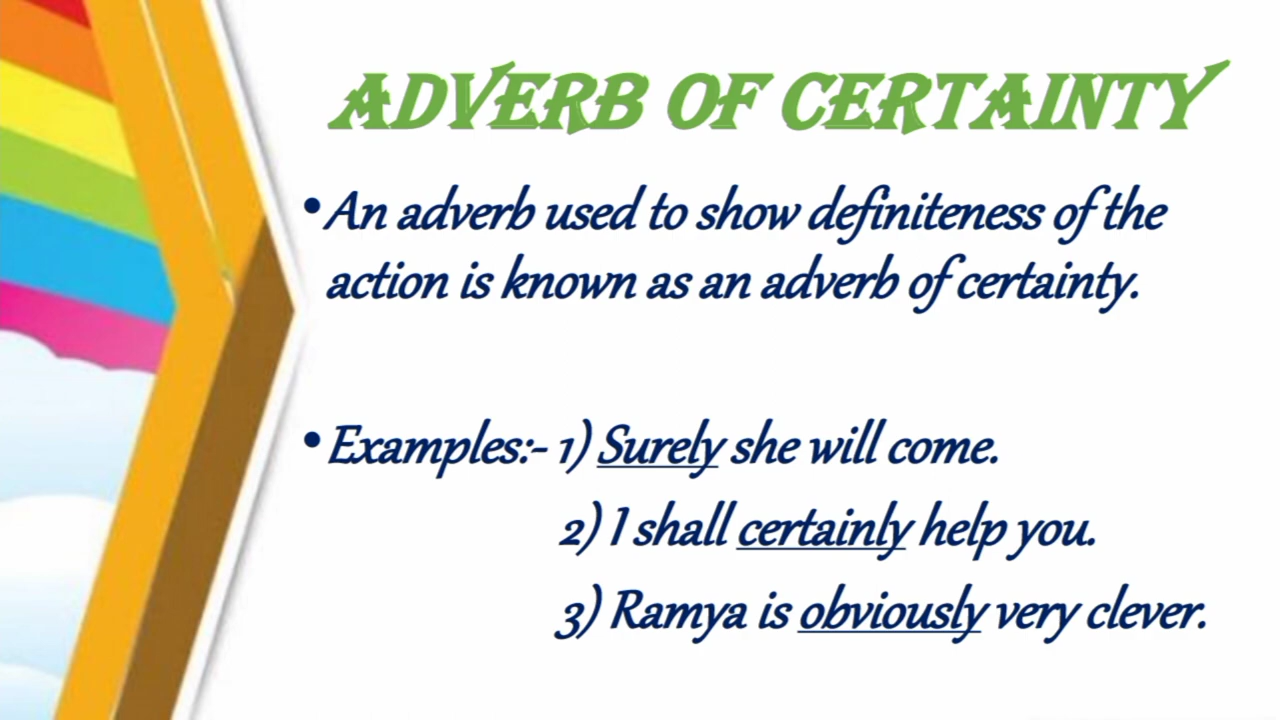 ADVERB OF CERTAINTY
•An adverb used to show definiteness of the
action is known as an adverb of certainty.
•Examples:- 1) Surely she will come.
2) I shall certainly help you.
3) Ramya is obviously very clever.